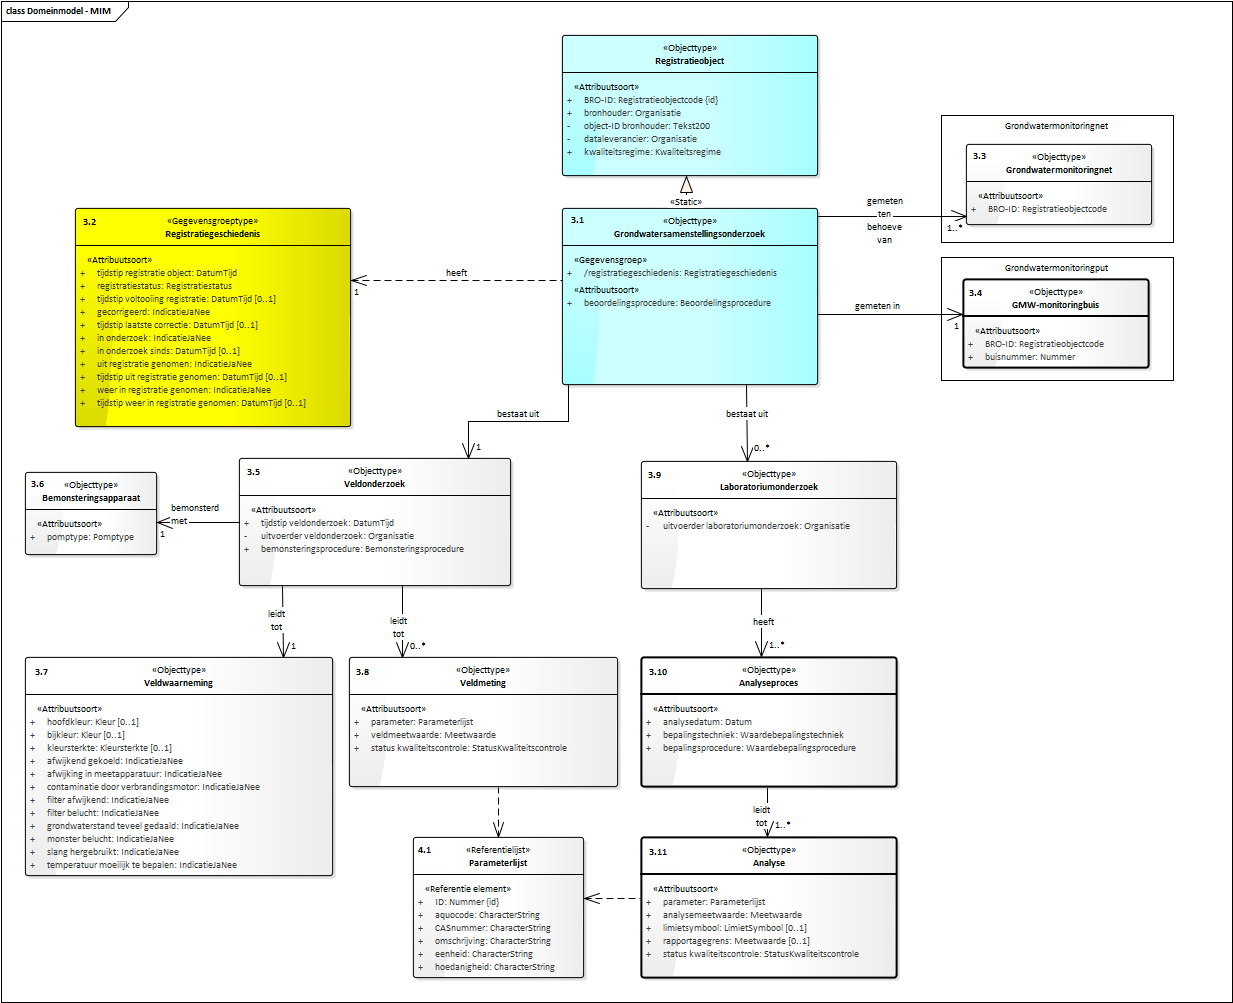 class Domeinmodel - MIM
«Objecttype»
Registratieobject
«Attribuutsoort»
+ BRO-ID: Registratieobjectcode {id}
+ bronhouder: Organisatie
- object-ID bronhouder: Tekst200
- dataleverancier: Organisatie
+ kwaliteitsregime: Kwaliteitsregime
«Static»
Grondwatermonitoringnet
3.3
«Objecttype»
Grondwatermonitoringnet
«Attribuutsoort»
+ BRO-ID: Registratieobjectcode
gemeten
ten
behoeve
van
1..*
3.2
«Gegevensgroeptype»
Registratiegeschiedenis
«Attribuutsoort»
+ tijdstip registratie object: DatumTijd
+ registratiestatus: Registratiestatus
+ tijdstip voltooiing registratie: DatumTijd [0..1]
+ gecorrigeerd: IndicatieJaNee
+ tijdstip laatste correctie: DatumTijd [0..1]
+ in onderzoek: IndicatieJaNee
+ in onderzoek sinds: DatumTijd [0..1]
+ uit registratie genomen: IndicatieJaNee
+ tijdstip uit registratie genomen: DatumTijd [0..1]
+ weer in registratie genomen: IndicatieJaNee
+ tijdstip weer in registratie genomen: DatumTijd [0..1]
heeft
1
3.1
«Objecttype»
Grondwatersamenstellingsonderzoek
«Gegevensgroep»
+ /registratiegeschiedenis: Registratiegeschiedenis
«Attribuutsoort»
+ beoordelingsprocedure: Beoordelingsprocedure
gemeten in
1
Grondwatermonitoringput
3.4
«Objecttype»
GMW-monitoringbuis
«Attribuutsoort»
+ BRO-ID: Registratieobjectcode
+ buisnummer: Nummer
bestaat uit
1
bestaat uit
0..*
3.6
«Objecttype»
Bemonsteringsapparaat
«Attribuutsoort»
+ pomptype: Pomptype
bemonsterd
met
1
3.5
«Objecttype»
Veldonderzoek
«Attribuutsoort»
+ tijdstip veldonderzoek: DatumTijd
- uitvoerder veldonderzoek: Organisatie
+ bemonsteringsprocedure: Bemonsteringsprocedure
3.9
«Objecttype»
Laboratoriumonderzoek
«Attribuutsoort»
- uitvoerder laboratoriumonderzoek: Organisatie
leidt
tot
1
leidt
tot
0..*
heeft
1..*
3.7
«Objecttype»
Veldwaarneming
«Attribuutsoort»
+ hoofdkleur: Kleur [0..1]
+ bijkleur: Kleur [0..1]
+ kleursterkte: Kleursterkte [0..1]
+ afwijkend gekoeld: IndicatieJaNee
+ afwijking in meetapparatuur: IndicatieJaNee
+ contaminatie door verbrandingsmotor: IndicatieJaNee
+ filter afwijkend: IndicatieJaNee
+ filter belucht: IndicatieJaNee
+ grondwaterstand teveel gedaald: IndicatieJaNee
+ monster belucht: IndicatieJaNee
+ slang hergebruikt: IndicatieJaNee
+ temperatuur moeilijk te bepalen: IndicatieJaNee
3.8
«Objecttype»
Veldmeting
«Attribuutsoort»
+ parameter: Parameterlijst
+ veldmeetwaarde: Meetwaarde
+ status kwaliteitscontrole: StatusKwaliteitscontrole
3.10
«Objecttype»
Analyseproces
«Attribuutsoort»
+ analysedatum: Datum
+ bepalingstechniek: Waardebepalingstechniek
+ bepalingsprocedure: Waardebepalingsprocedure
leidt
tot
1..*
4.1
«Referentielijst»
Parameterlijst
«Referentie element»
+ ID: Nummer {id}
+ aquocode: CharacterString
+ CASnummer: CharacterString
+ omschrijving: CharacterString
+ eenheid: CharacterString
+ hoedanigheid: CharacterString
3.11
«Objecttype»
Analyse
«Attribuutsoort»
+ parameter: Parameterlijst
+ analysemeetwaarde: Meetwaarde
+ limietsymbool: LimietSymbool [0..1]
+ rapportagegrens: Meetwaarde [0..1]
+ status kwaliteitscontrole: StatusKwaliteitscontrole